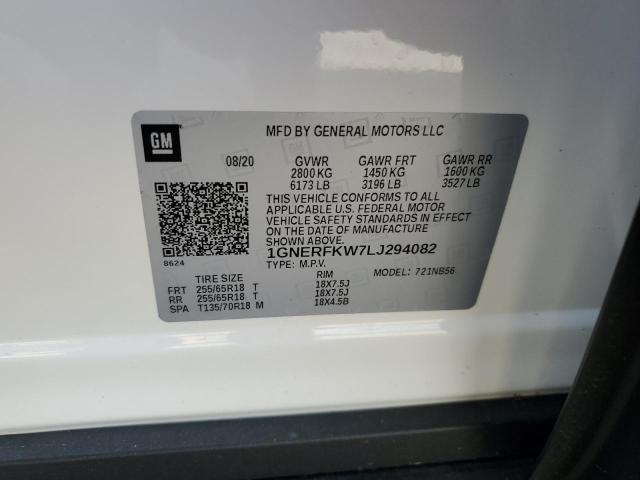 GM
MFD BY GENERAL MOTORS LLC
08/20 GVWR GAWR FRT GAWR RR
2800 KG 1450 KG 1600 KG
6173 LB 3196 LB 3527 LB
THIS VEHICLE CONFORMS TO ALL
APPLICABLE U.S. FEDERAL MOTOR
VEHICLE SAFETY STANDARDS IN EFFECT
ON THE DATE OF MANUFACTURE
SHOWN ABOVE.
1GNERFKW7LJ294082
8624
TYPE: M.P.V.
MODEL: 721NB56
TIRE SIZE RIM
FRT 255/65R18 T 18X7.5J
RR 255/65R18 T 18X7.5J
SPA T135/70R18 M 18X4.5B